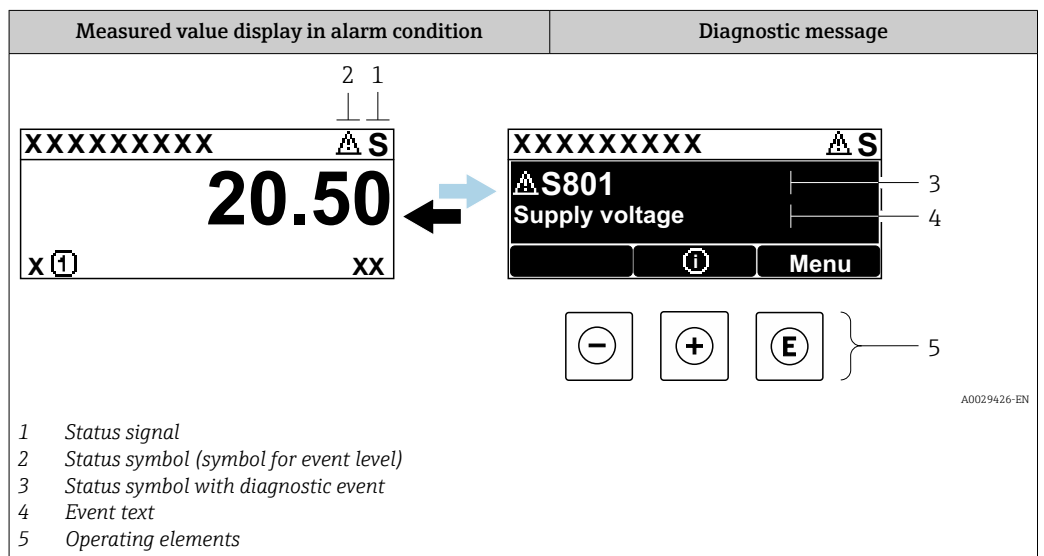 Measured value display in alarm condition
Diagnostic message
2 1
XXXXXXXXX ⚠ S
20.50
X 1 XX
XXXXXXXXX ⚠ S
⚠S801
Supply voltage
i Menu
3
4
− + E
5
A0029426-EN
1 Status signal
2 Status symbol (symbol for event level)
3 Status symbol with diagnostic event
4 Event text
5 Operating elements